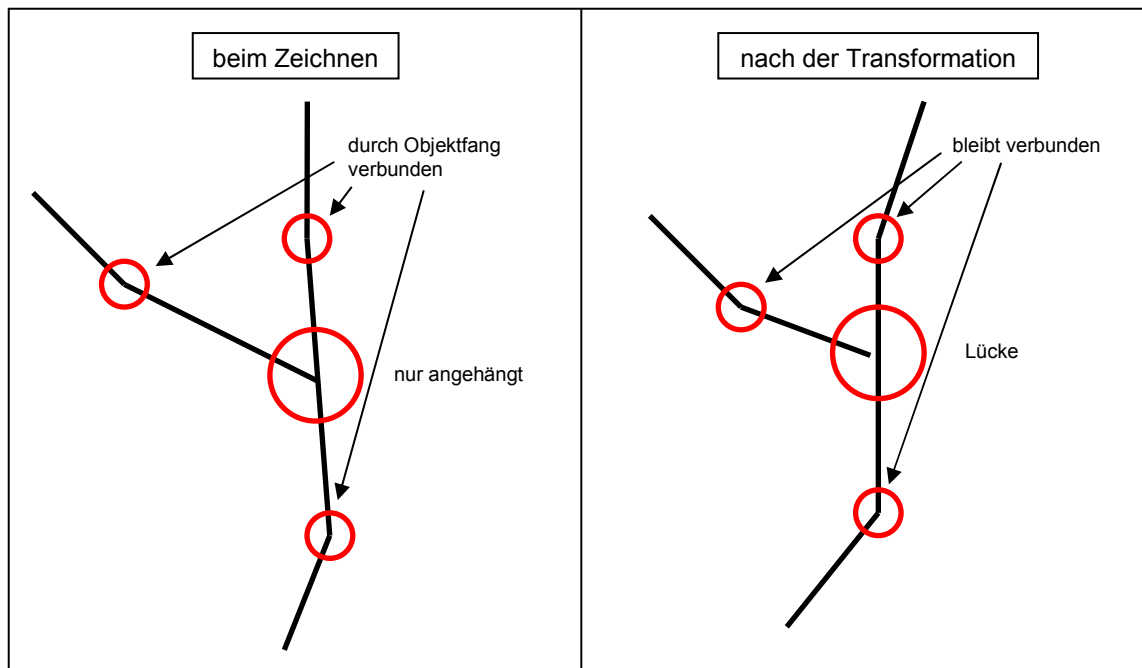 beim Zeichnen
durch Objektfang
verbunden
nur angehängt
nach der Transformation
bleibt verbunden
Lücke